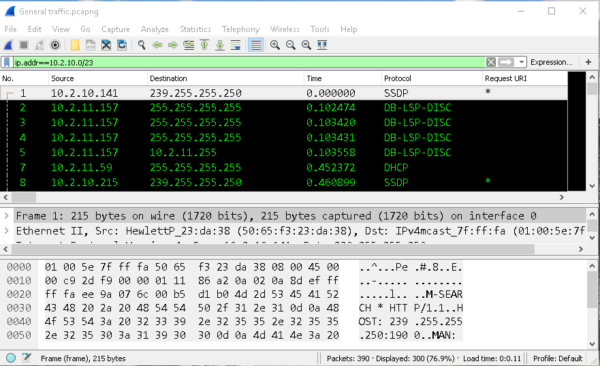 General traffic.pcapng
File Edit View Go Capture Analyze Statistics Telephony Wireless Tools Help
ip.addr==10.2.10.0/23 Expression... +
No. Source Destination Time Protocol Request URI
1 10.2.10.141 239.255.255.250 0.000000 SSDP *
2 10.2.11.157 255.255.255.255 0.102474 DB-LSP-DISC
3 10.2.11.157 255.255.255.255 0.103420 DB-LSP-DISC
4 10.2.11.157 255.255.255.255 0.103431 DB-LSP-DISC
5 10.2.11.157 10.2.11.255 0.103558 DB-LSP-DISC
7 10.2.11.59 255.255.255.255 0.452372 DHCP
8 10.2.10.215 239.255.255.250 0.460899 SSDP *
> Frame 1: 215 bytes on wire (1720 bits), 215 bytes captured (1720 bits) on interface 0
> Ethernet II, Src: HewlettP_23:da:38 (50:65:f3:23:da:38), Dst: IPv4mcast_7f:ff:fa (01:00:5e:7f
0000 01 00 5e 7f ff fa 50 65 f3 23 da 38 08 00 45 00 ..^...Pe .#.8..E.
0010 00 c9 2d f9 00 00 01 11 86 a2 0a 02 0a 8d ef ff ..-..... ........
0020 ff fa ee 9a 07 6c 00 b5 d1 b0 4d 2d 53 45 41 52 .....l.. ..M-SEAR
0030 43 48 20 2a 20 48 54 54 50 2f 31 2e 31 0d 0a 48 CH * HTT P/1.1..H
0040 4f 53 54 3a 20 32 33 39 2e 32 35 35 2e 32 35 35 OST: 239 .255.255
0050 2e 32 35 30 3a 31 39 30 30 0d 0a 4d 41 4e 3a 20 .250:190 0..MAN:
Frame (frame), 215 bytes Packets: 390 · Displayed: 300 (76.9%) · Load time: 0:0.11 Profile: Default